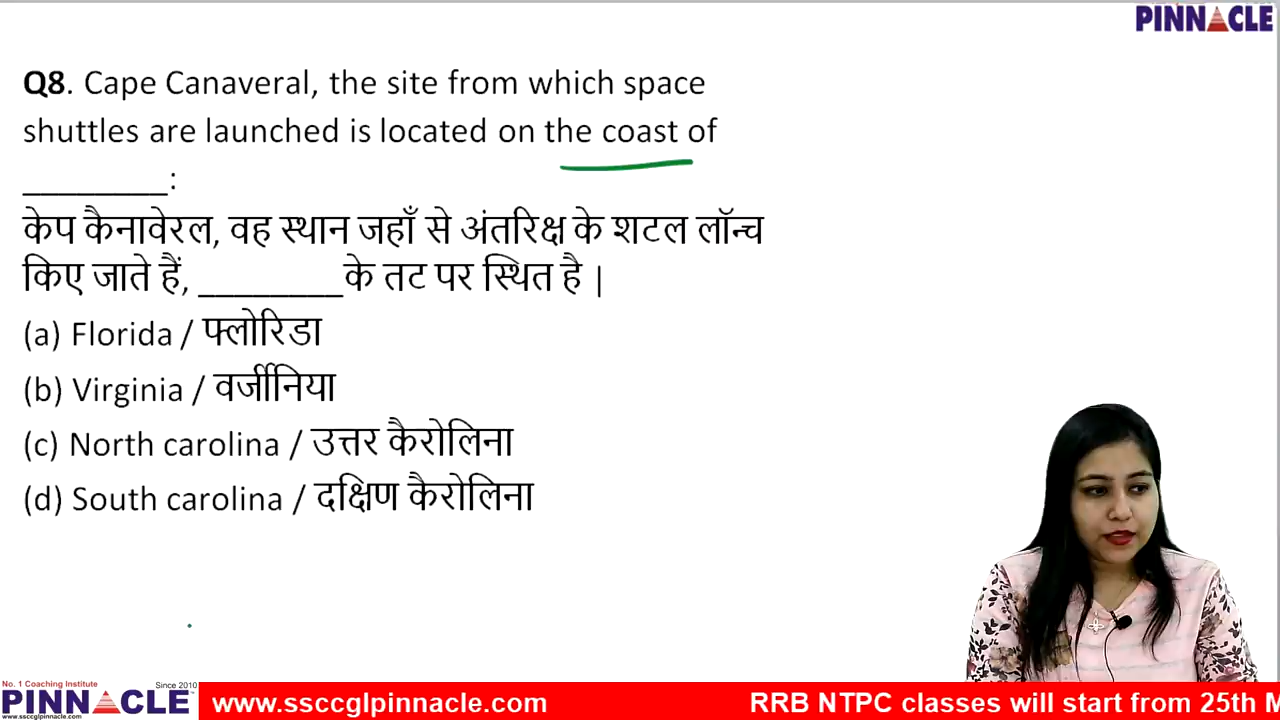 PINNACLE
Q8. Cape Canaveral, the site from which space
shuttles are launched is located on the coast of
________:
केप कैनावेरल, वह स्थान जहाँ से अंतरिक्ष के शटल लॉन्च
किए जाते हैं, ________के तट पर स्थित है |
(a) Florida / फ्लोरिडा
(b) Virginia / वर्जीनिया
(c) North carolina / उत्तर कैरोलिना
(d) South carolina / दक्षिण कैरोलिना
No. 1 Coaching Institute Since 2010
PINNACLE
www.ssccglpinnacle.com
www.ssccglpinnacle.com RRB NTPC classes will start from 25th M